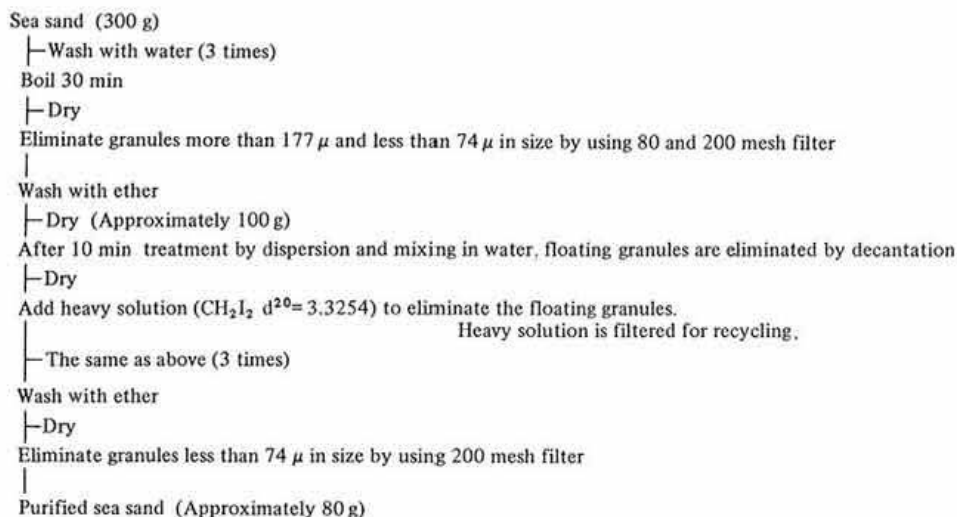 Sea sand (300 g)
Wash with water (3 times)
Boil 30 min
Dry
Eliminate granules more than 177 μ and less than 74 μ in size by using 80 and 200 mesh filter
Wash with ether
Dry (Approximately 100 g)
After 10 min treatment by dispersion and mixing in water, floating granules are eliminated by decantation
Dry
Add heavy solution (CH₂I₂ d²⁰= 3.3254) to eliminate the floating granules.
Heavy solution is filtered for recycling.
The same as above (3 times)
Wash with ether
Dry
Eliminate granules less than 74 μ in size by using 200 mesh filter
Purified sea sand (Approximately 80 g)